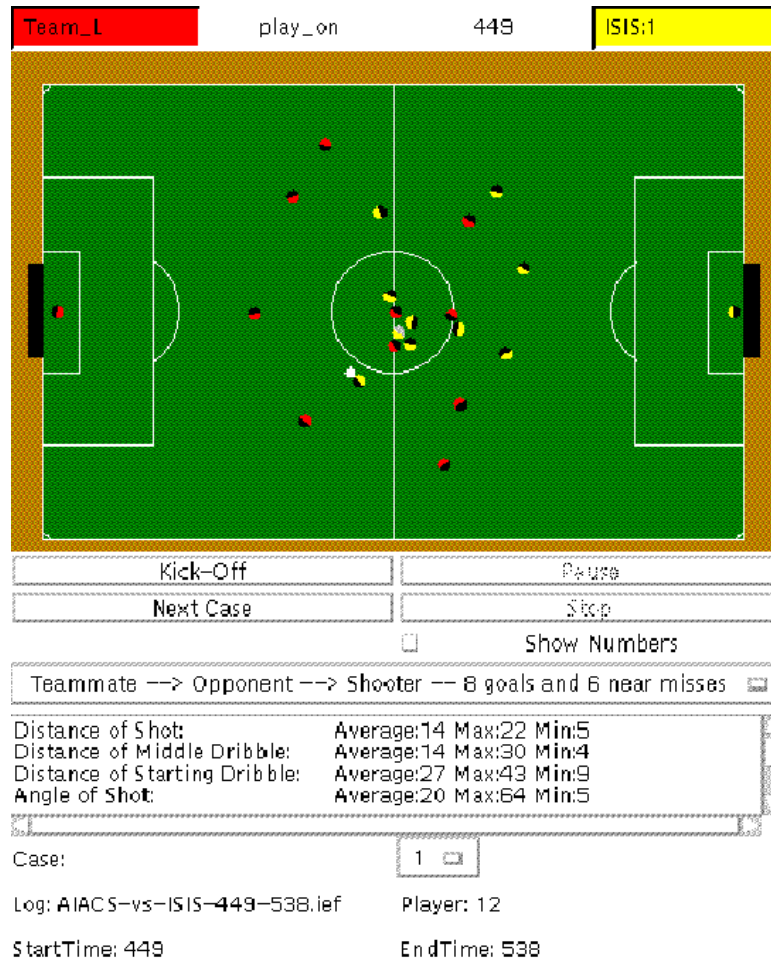 Team_L play_on 449 ISIS:1
Kick-Off Pause
Next Case Stop
Show Numbers
Teammate --> Opponent --> Shooter -- 8 goals and 6 near misses
Distance of Shot: Average:14 Max:22 Min:5
Distance of Middle Dribble: Average:14 Max:30 Min:4
Distance of Starting Dribble: Average:27 Max:43 Min:9
Angle of Shot: Average:20 Max:64 Min:5
Case: 1
Log: AIACS-vs-ISIS-449-538.ief Player: 12
StartTime: 449 EndTime: 538